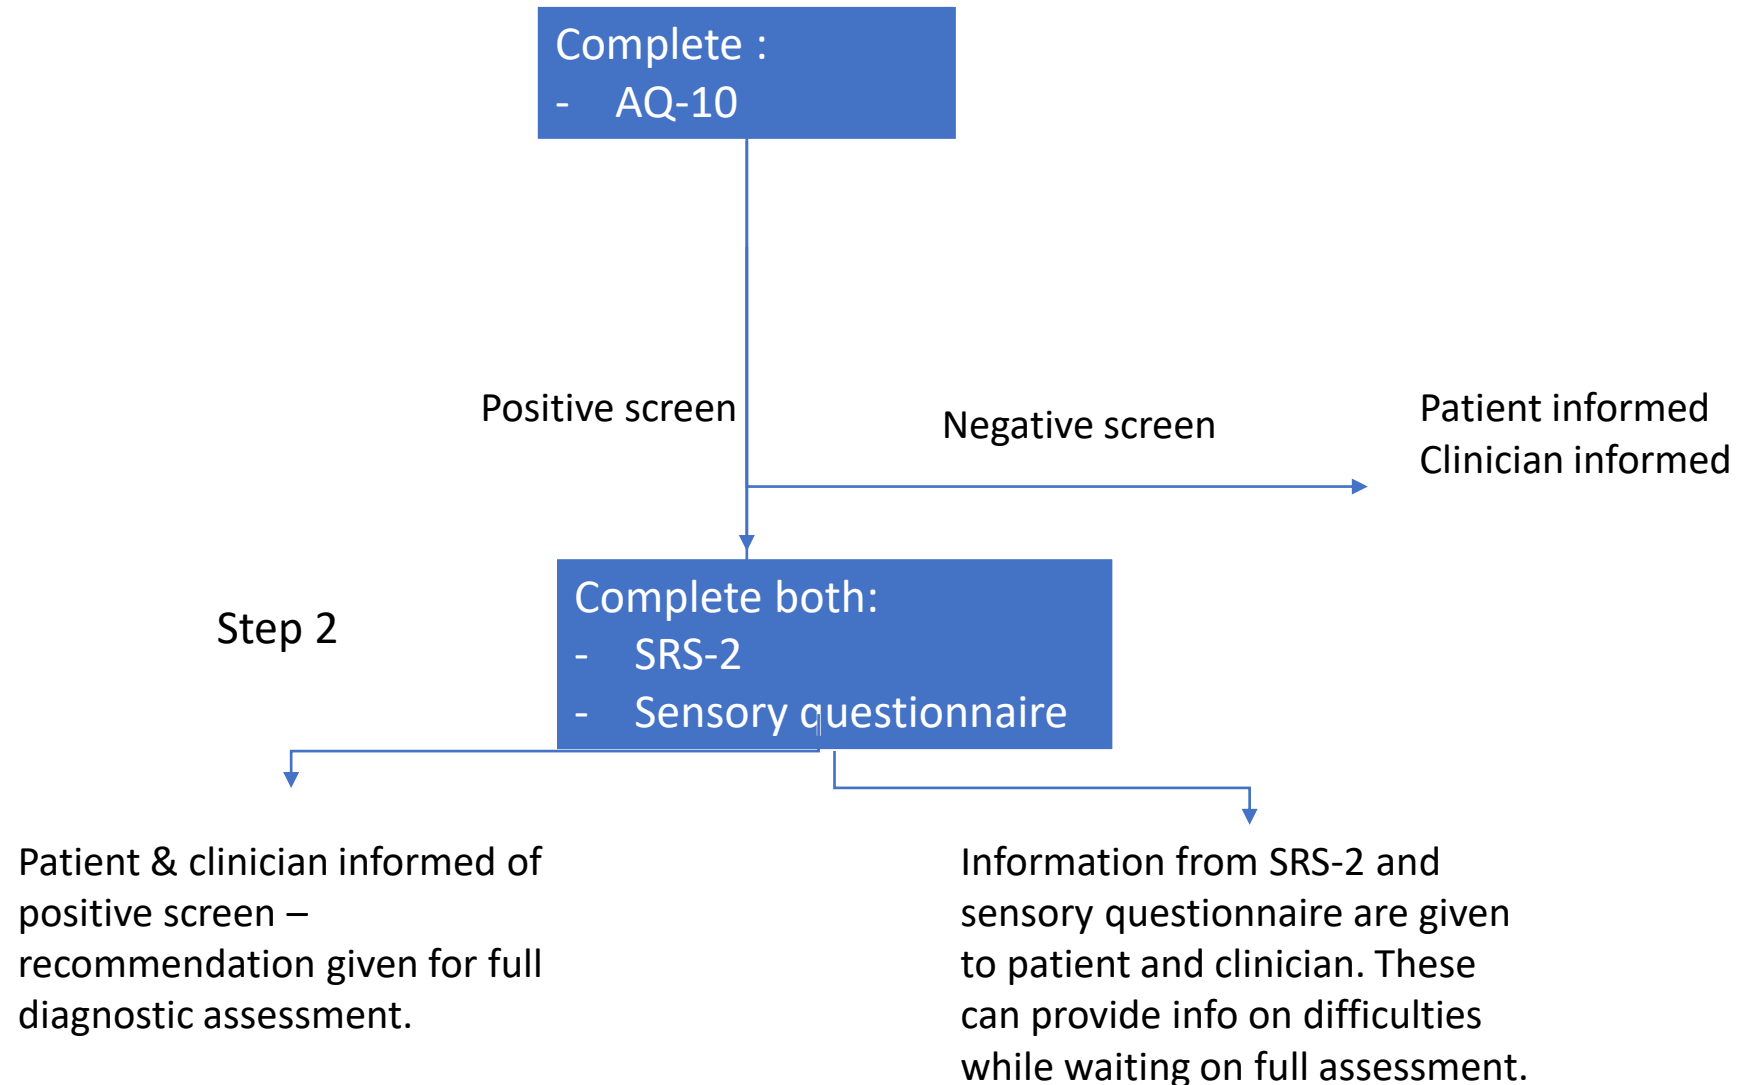 Complete :
- AQ-10
Positive screen
Negative screen
Patient informed
Clinician informed
Step 2
Complete both:
- SRS-2
- Sensory questionnaire
Patient & clinician informed of
positive screen –
recommendation given for full
diagnostic assessment.
Information from SRS-2 and
sensory questionnaire are given
to patient and clinician. These
can provide info on difficulties
while waiting on full assessment.